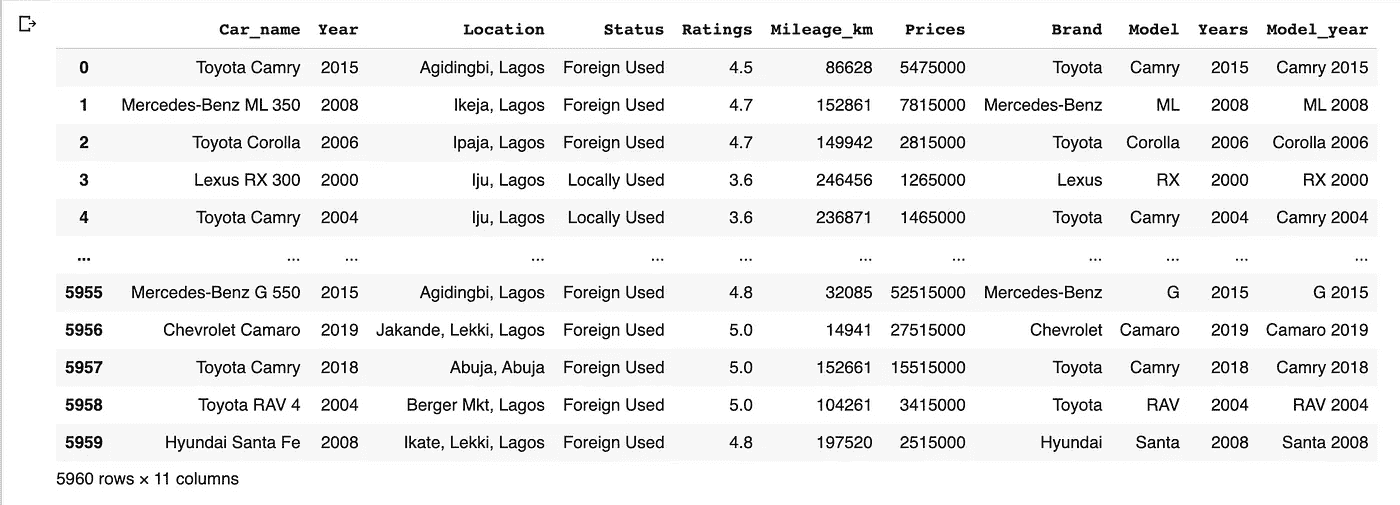 Car_name Year Location Status Ratings Mileage_km Prices Brand Model Years Model_year
0 Toyota Camry 2015 Agidingbi, Lagos Foreign Used 4.5 86628 5475000 Toyota Camry 2015 Camry 2015
1 Mercedes-Benz ML 350 2008 Ikeja, Lagos Foreign Used 4.7 152861 7815000 Mercedes-Benz ML 2008 ML 2008
2 Toyota Corolla 2006 Ipaja, Lagos Foreign Used 4.7 149942 2815000 Toyota Corolla 2006 Corolla 2006
3 Lexus RX 300 2000 Iju, Lagos Locally Used 3.6 246456 1265000 Lexus RX 2000 RX 2000
4 Toyota Camry 2004 Iju, Lagos Locally Used 3.6 236871 1465000 Toyota Camry 2004 Camry 2004
... ... ... ... ... ... ... ... ... ... ... ...
5955 Mercedes-Benz G 550 2015 Agidingbi, Lagos Foreign Used 4.8 32085 52515000 Mercedes-Benz G 2015 G 2015
5956 Chevrolet Camaro 2019 Jakande, Lekki, Lagos Foreign Used 5.0 14941 27515000 Chevrolet Camaro 2019 Camaro 2019
5957 Toyota Camry 2018 Abuja, Abuja Foreign Used 5.0 152661 15515000 Toyota Camry 2018 Camry 2018
5958 Toyota RAV 4 2004 Berger Mkt, Lagos Foreign Used 5.0 104261 3415000 Toyota RAV 2004 RAV 2004
5959 Hyundai Santa Fe 2008 Ikate, Lekki, Lagos Foreign Used 4.8 197520 2515000 Hyundai Santa 2008 Santa 2008
5960 rows × 11 columns